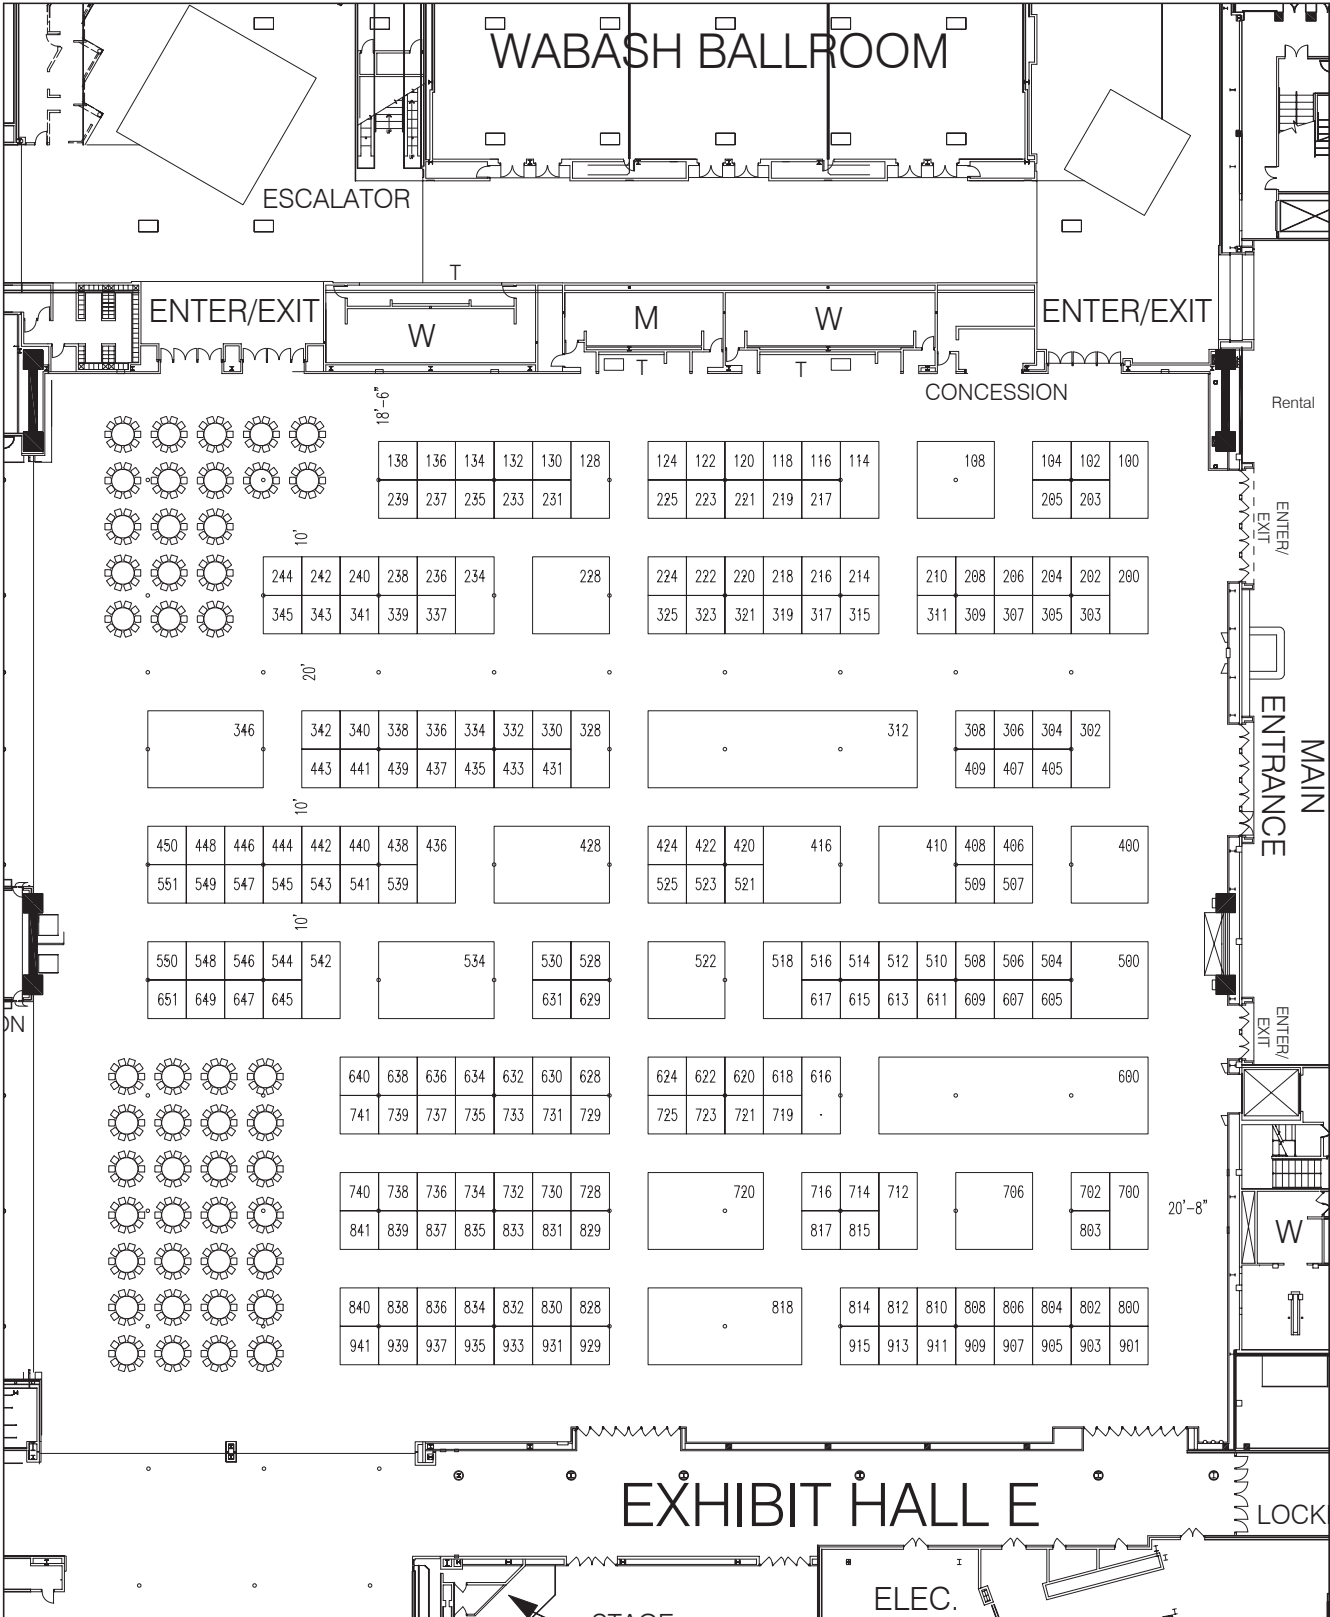 WABASH BALLROOM
ESCALATOR
T
ENTER/EXIT
W
M
W
ENTER/EXIT
T
T
CONCESSION
Rental
18'-6"
138 136 134 132 130 128 124 122 120 118 116 114 108 104 102 100
239 237 235 233 231 225 223 221 219 217 205 203
ENTER/
EXIT
10'
244 242 240 238 236 234 228 224 222 220 218 216 214 210 208 206 204 202 200
345 343 341 339 337 325 323 321 319 317 315 311 309 307 305 303
20'
346 342 340 338 336 334 332 330 328 312 308 306 304 302
443 441 439 437 435 433 431 409 407 405
MAIN
ENTRANCE
10'
450 448 446 444 442 440 438 436 428 424 422 420 416 410 408 406 400
551 549 547 545 543 541 539 525 523 521 509 507
10'
550 548 546 544 542 534 530 528 522 518 516 514 512 510 508 506 504 500
651 649 647 645 631 629 617 615 613 611 609 607 605
ON
ENTER/
EXIT
640 638 636 634 632 630 628 624 622 620 618 616 600
741 739 737 735 733 731 729 725 723 721 719
740 738 736 734 732 730 728 720 716 714 712 706 702 700
841 839 837 835 833 831 829 817 815 803
20'-8"
W
840 838 836 834 832 830 828 818 814 812 810 808 806 804 802 800
941 939 937 935 933 931 929 915 913 911 909 907 905 903 901
EXHIBIT HALL E
LOCK
ELEC.
STAGE